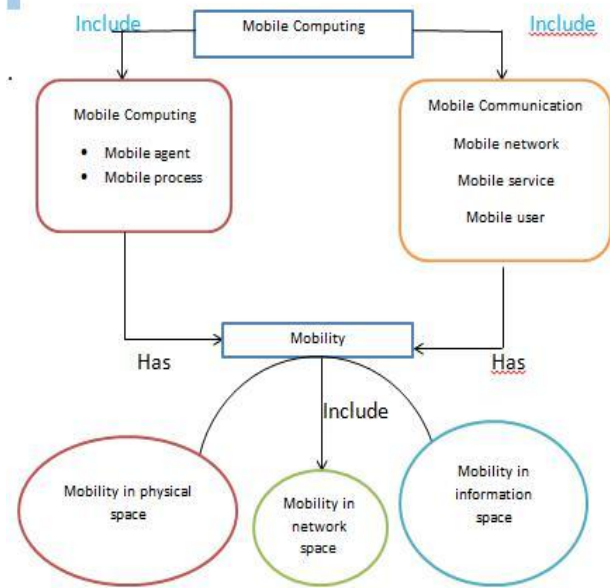 Include
Mobile Computing
Include
.
Mobile Computing
• Mobile agent
• Mobile process
Mobile Communication
Mobile network
Mobile service
Mobile user
Mobility
Has
Has
Include
Mobility in physical
space
Mobility in
network
space
Mobility in
information
space